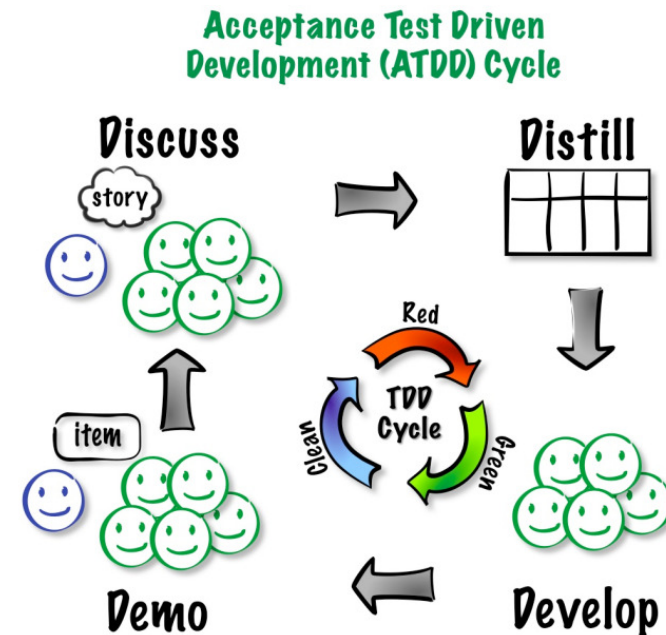 Acceptance Test Driven
Development (ATDD) Cycle
Discuss
Distill
story
Red
TDD
Cycle
Clean
Green
item
Demo
Develop